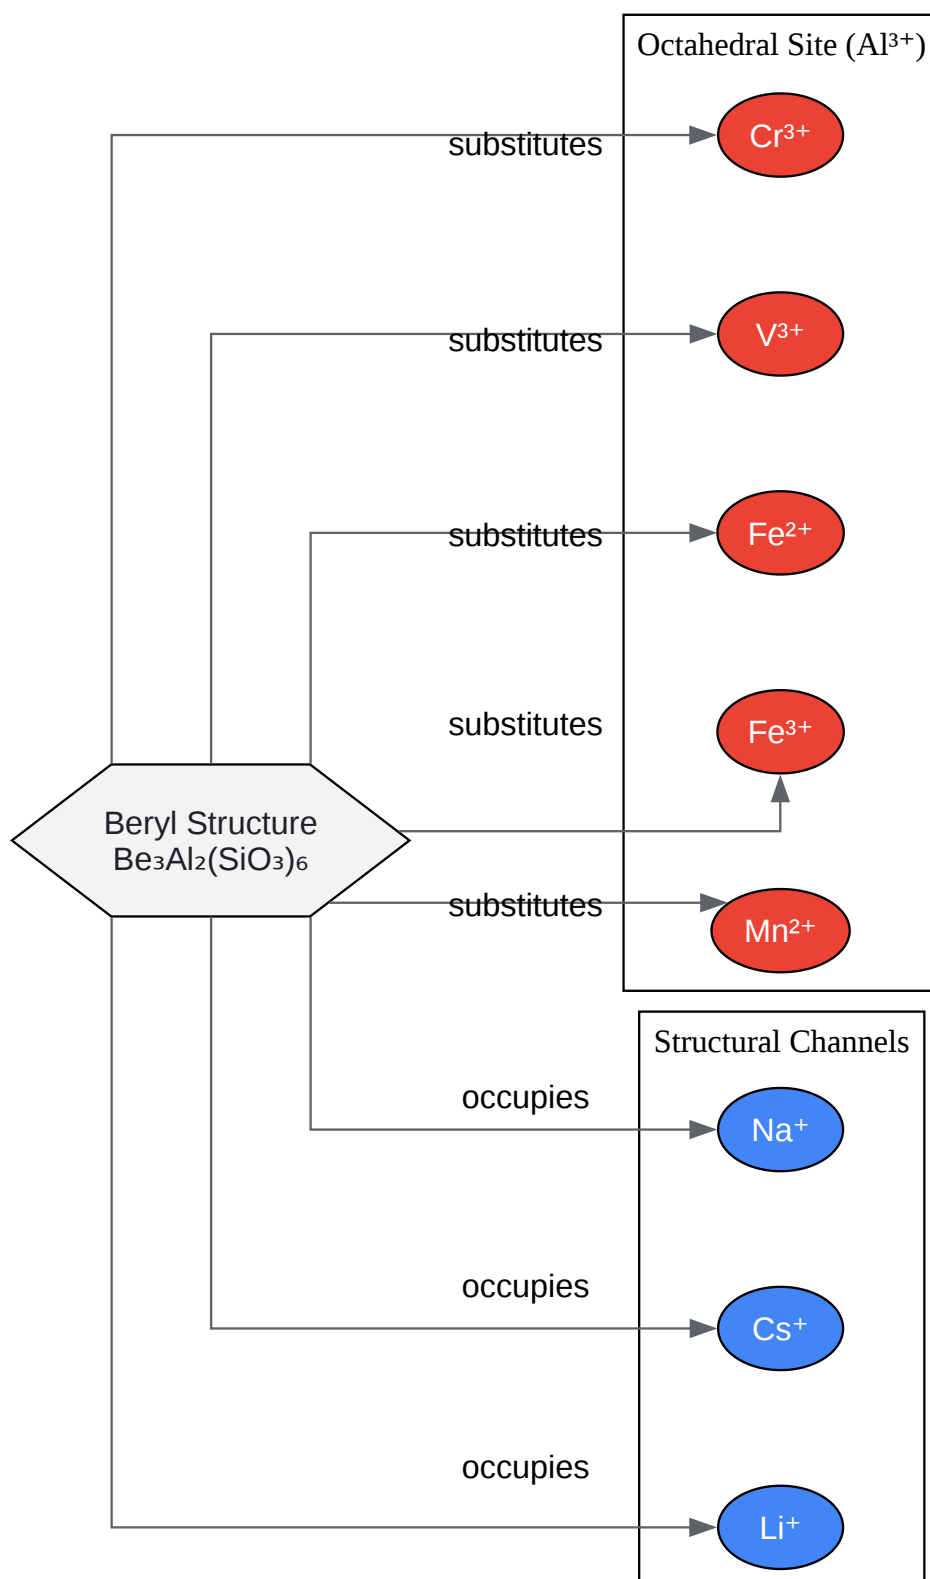 Octahedral Site (Al³⁺)
Cr³⁺
substitutes
V³⁺
substitutes
Fe²⁺
substitutes
Fe³⁺
substitutes
Beryl Structure
Be₃Al₂(SiO₃)₆
substitutes
Mn²⁺
Structural Channels
occupies
Na⁺
occupies
Cs⁺
occupies
Li⁺